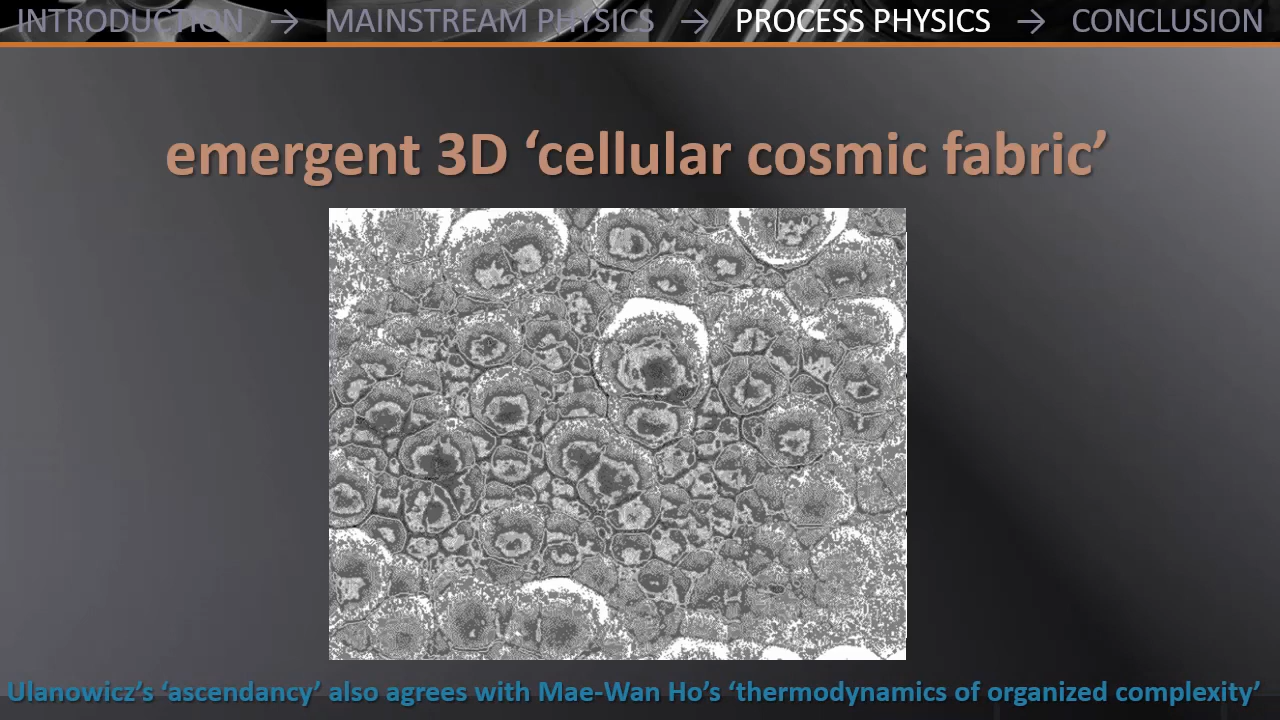 INTRODUCTION → MAINSTREAM PHYSICS → PROCESS PHYSICS → CONCLUSION
emergent 3D ‘cellular cosmic fabric’
Ulanowicz’s ‘ascendancy’ also agrees with Mae-Wan Ho’s ‘thermodynamics of organized complexity’